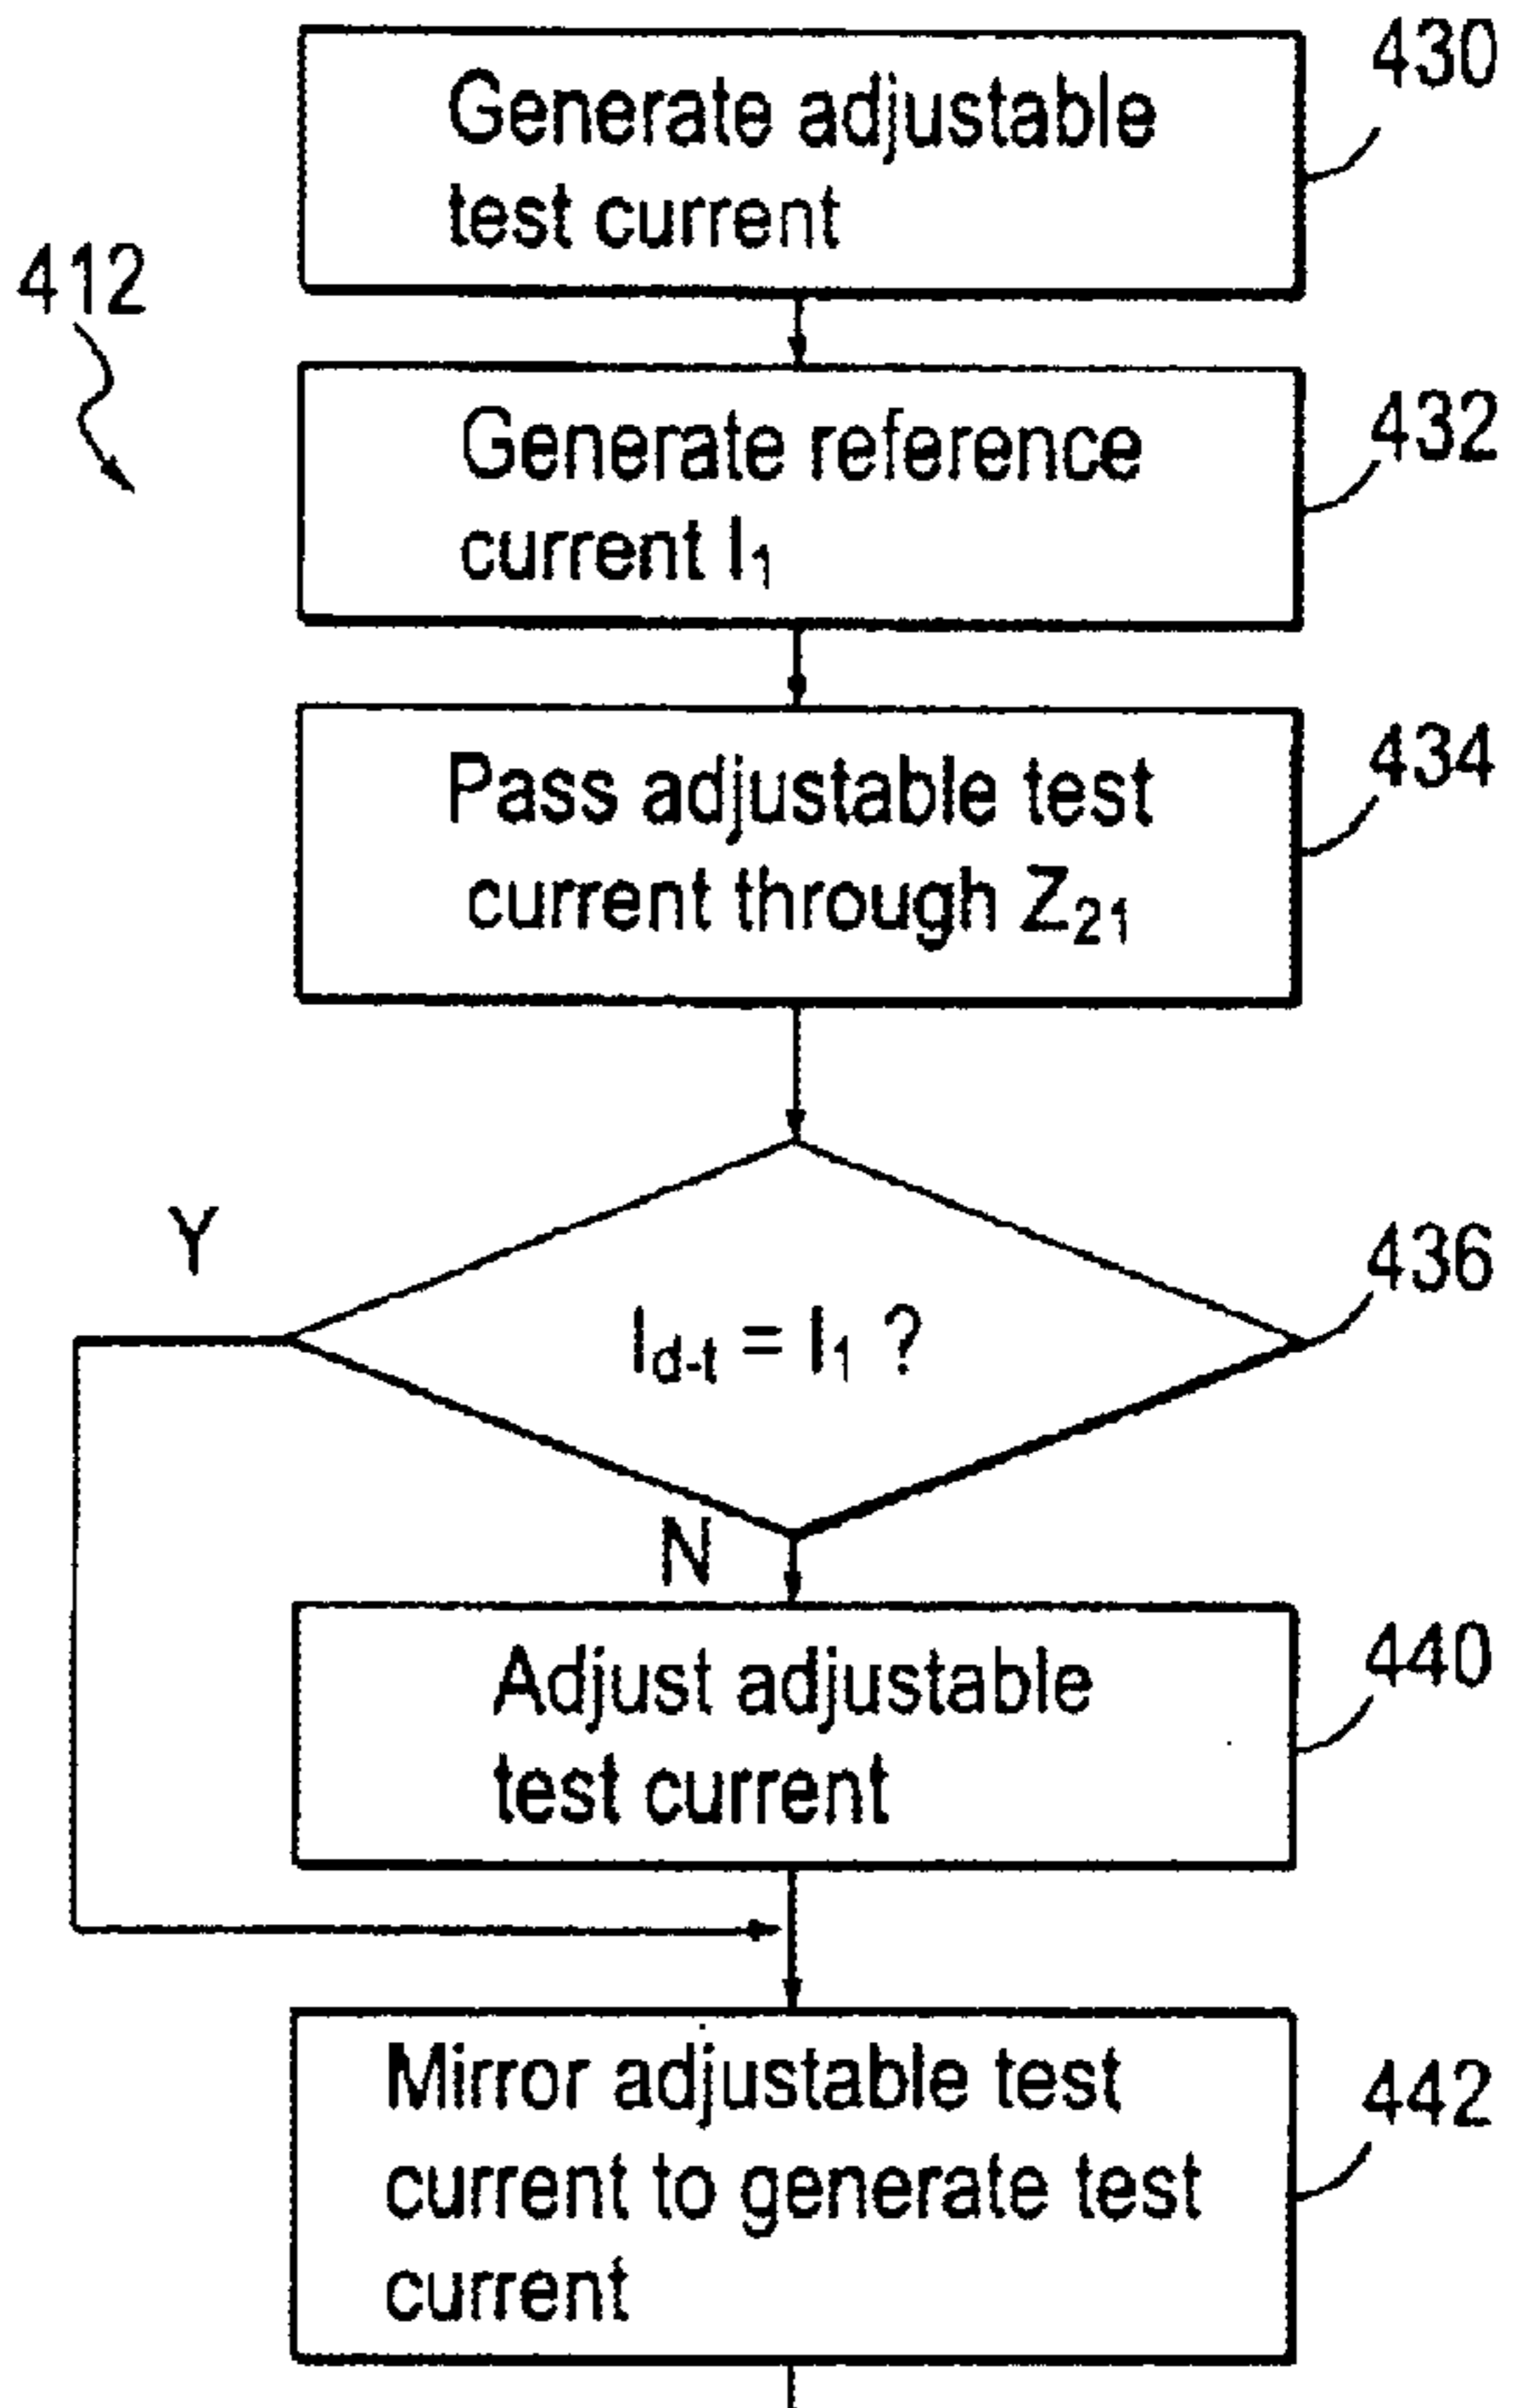 Generate adjustable
test current
430
412
Generate reference
current I₁
432
Pass adjustable test
current through Z₂₁
434
Y
I_d-t = I₁ ?
436
N
Adjust adjustable
test current
440
Mirror adjustable test
current to generate test
current
442